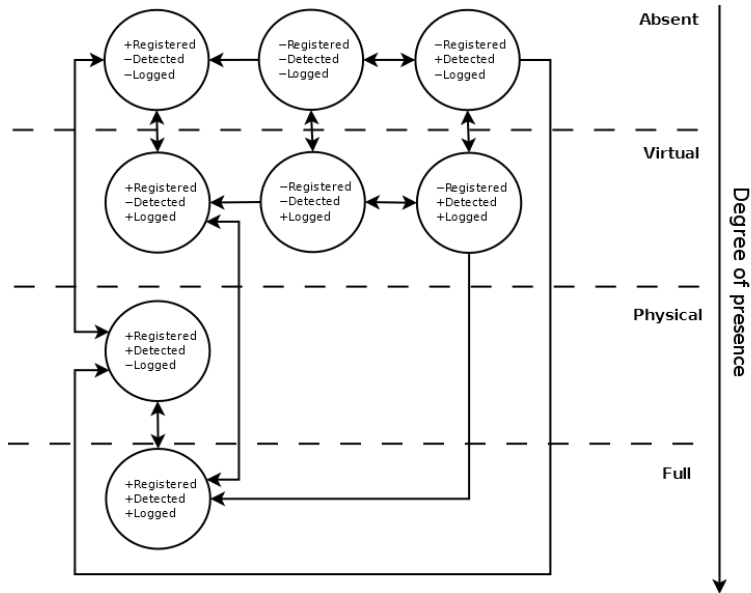 Absent
+Registered
−Detected
−Logged
−Registered
−Detected
−Logged
−Registered
+Detected
−Logged
Virtual
+Registered
−Detected
+Logged
−Registered
−Detected
+Logged
−Registered
+Detected
+Logged
Physical
+Registered
+Detected
−Logged
Full
+Registered
+Detected
+Logged
Degree of presence